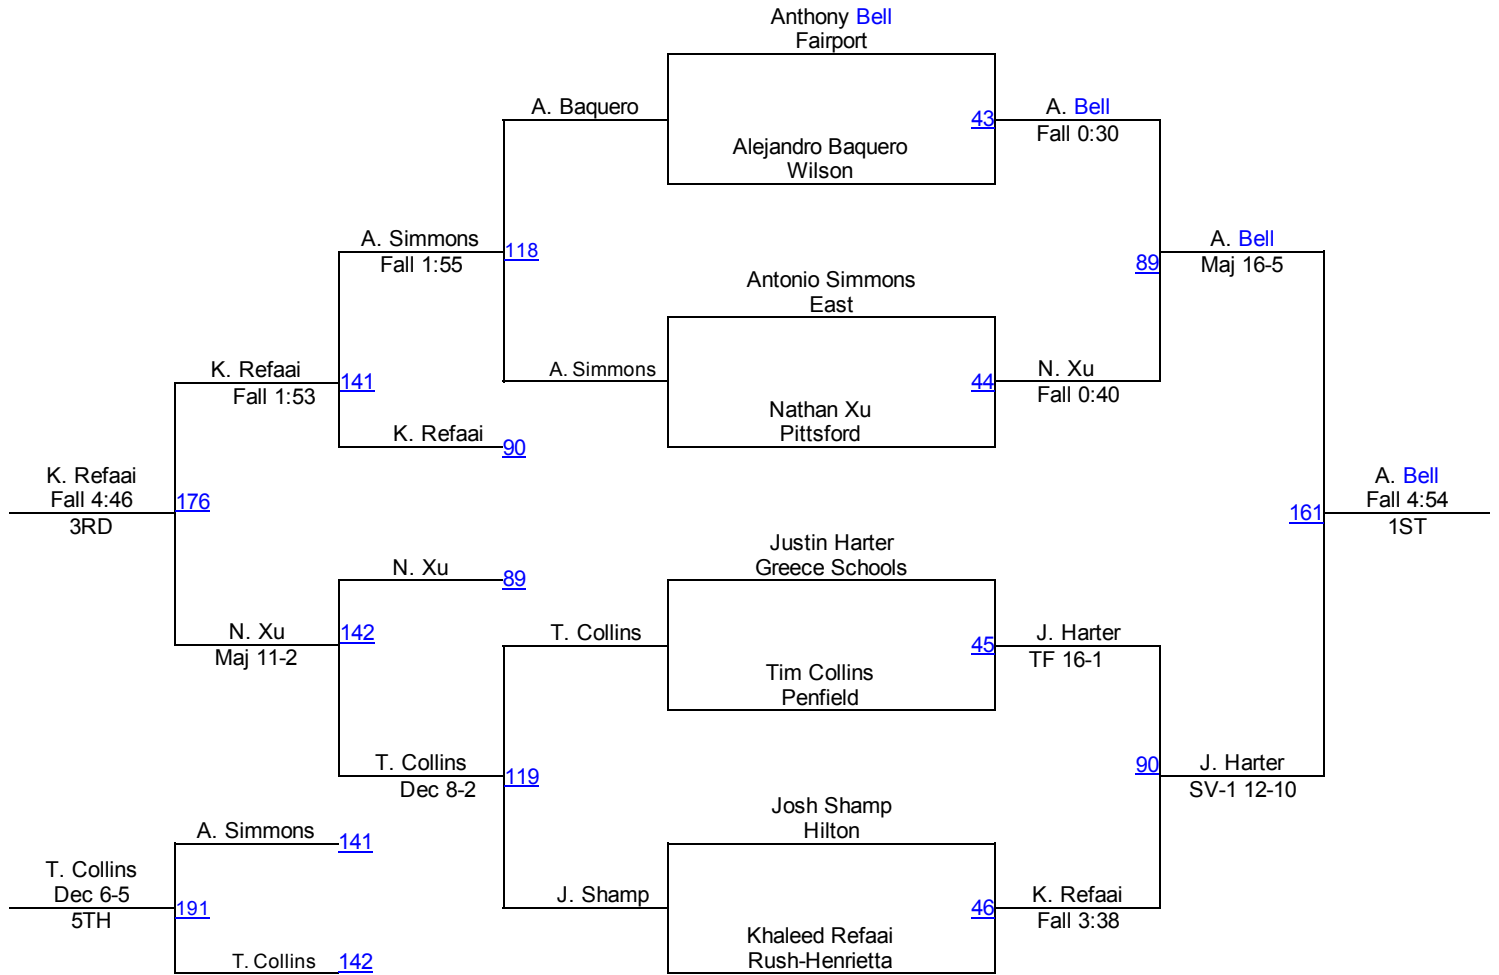 Anthony Bell
Fairport
A. Baquero
43
A. Bell
Fall 0:30
Alejandro Baquero
Wilson
A. Simmons
Fall 1:55
118
A. Bell
Maj 16-5
89
Antonio Simmons
East
K. Refaai
Fall 1:53
141
A. Simmons
44
N. Xu
Fall 0:40
Nathan Xu
Pittsford
K. Refaai
90
K. Refaai
Fall 4:46
3RD
176
161
A. Bell
Fall 4:54
1ST
Justin Harter
Greece Schools
N. Xu
89
N. Xu
Maj 11-2
142
T. Collins
45
J. Harter
TF 16-1
Tim Collins
Penfield
T. Collins
Dec 8-2
119
90
J. Harter
SV-1 12-10
Josh Shamp
Hilton
A. Simmons
141
T. Collins
Dec 6-5
5TH
191
J. Shamp
46
K. Refaai
Fall 3:38
Khaleed Refaai
Rush-Henrietta
T. Collins
142